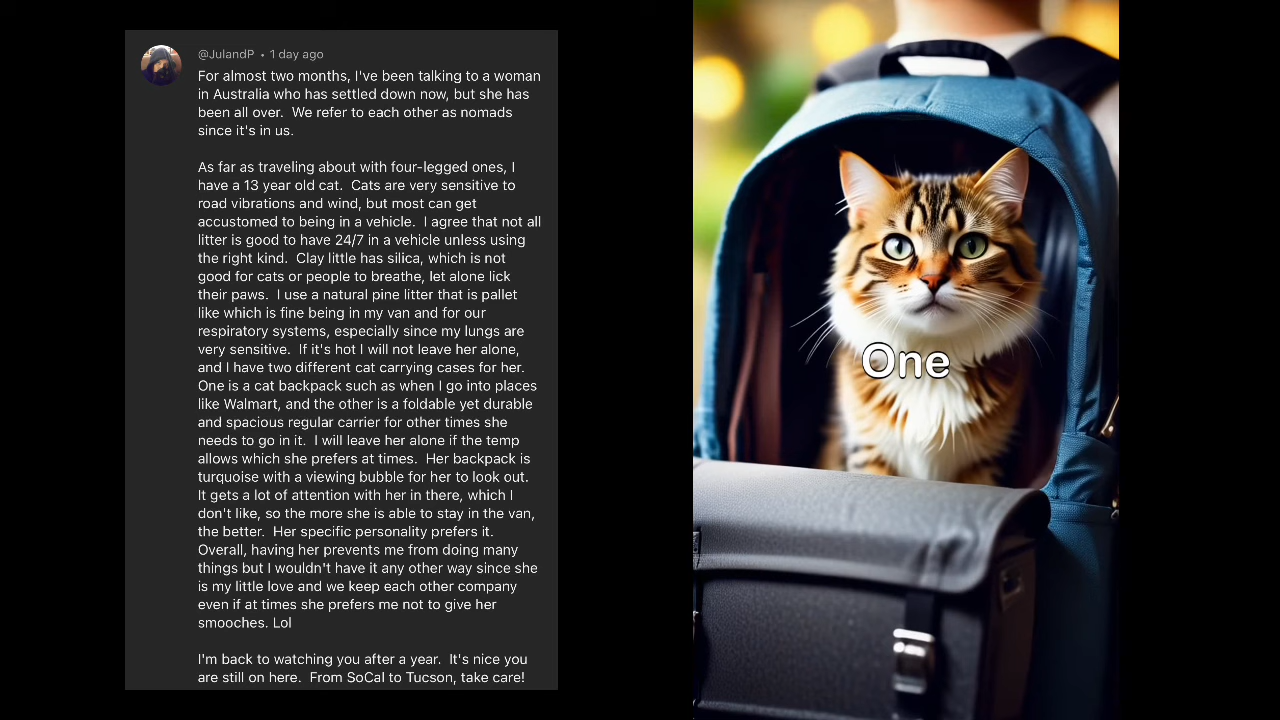 @JulandP • 1 day ago
For almost two months, I've been talking to a woman
in Australia who has settled down now, but she has
been all over.  We refer to each other as nomads
since it's in us.
As far as traveling about with four-legged ones, I
have a 13 year old cat.  Cats are very sensitive to
road vibrations and wind, but most can get
accustomed to being in a vehicle.  I agree that not all
litter is good to have 24/7 in a vehicle unless using
the right kind.  Clay little has silica, which is not
good for cats or people to breathe, let alone lick
their paws.  I use a natural pine litter that is pallet
like which is fine being in my van and for our
respiratory systems, especially since my lungs are
very sensitive.  If it's hot I will not leave her alone,
and I have two different cat carrying cases for her.
One is a cat backpack such as when I go into places
like Walmart, and the other is a foldable yet durable
and spacious regular carrier for other times she
needs to go in it.  I will leave her alone if the temp
allows which she prefers at times.  Her backpack is
turquoise with a viewing bubble for her to look out.
It gets a lot of attention with her in there, which I
don't like, so the more she is able to stay in the van,
the better.  Her specific personality prefers it.
Overall, having her prevents me from doing many
things but I wouldn't have it any other way since she
is my little love and we keep each other company
even if at times she prefers me not to give her
smooches. Lol
I'm back to watching you after a year.  It's nice you
are still on here.  From SoCal to Tucson, take care!
One